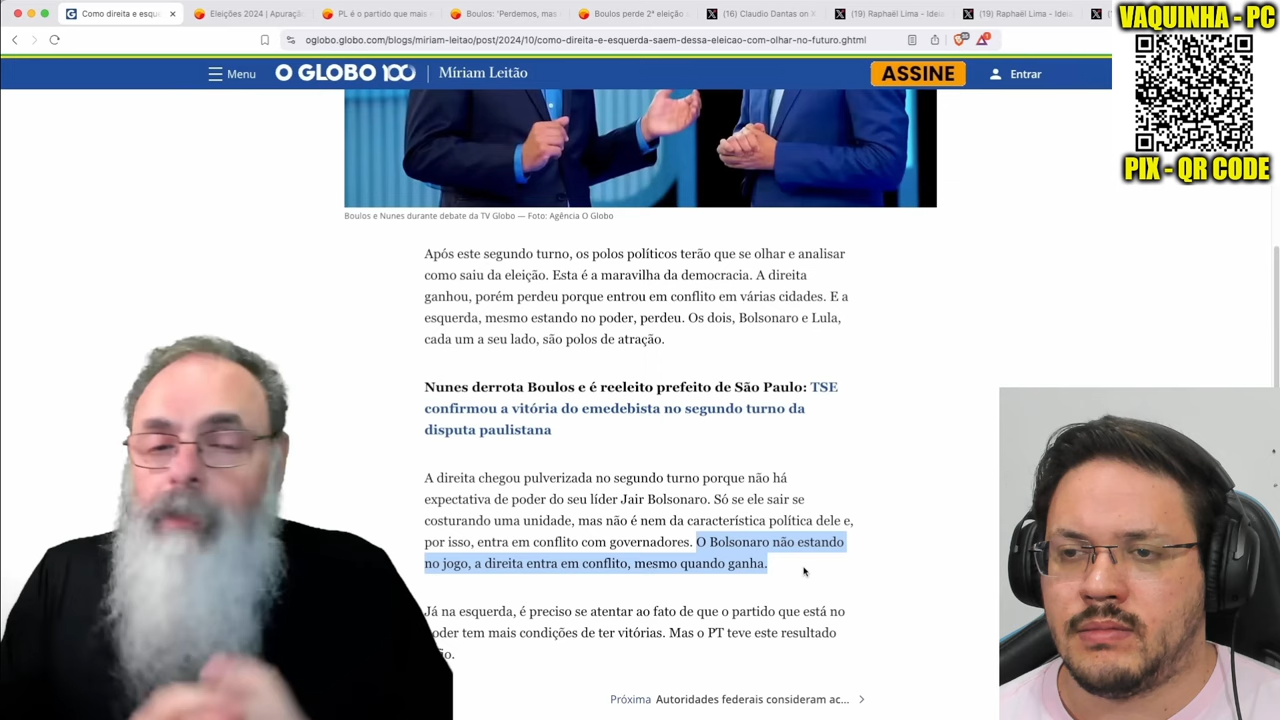 Como direita e esque
Eleições 2024 | Apuraçã
PL é o partido que mais e
Boulos: "Perdemos, mas
Boulos perde 2ª eleição s
(16) Claudio Dantas on X
(19) Raphaël Lima - Ideia
(19) Raphaël Lima - Ideia
(1
VAQUINHA - PC
oglobo.globo.com/blogs/miriam-leitao/post/2024/10/como-direita-e-esquerda-saem-dessa-eleicao-com-olhar-no-futuro.ghtml
Menu
O GLOBO 100
Míriam Leitão
ASSINE
Entrar
PIX - QR CODE
Boulos e Nunes durante debate da TV Globo — Foto: Agência O Globo
Após este segundo turno, os polos políticos terão que se olhar e analisar
como saiu da eleição. Esta é a maravilha da democracia. A direita
ganhou, porém perdeu porque entrou em conflito em várias cidades. E a
esquerda, mesmo estando no poder, perdeu. Os dois, Bolsonaro e Lula,
cada um a seu lado, são polos de atração.
Nunes derrota Boulos e é reeleito prefeito de São Paulo: TSE
confirmou a vitória do emedebista no segundo turno da
disputa paulistana
A direita chegou pulverizada no segundo turno porque não há
expectativa de poder do seu líder Jair Bolsonaro. Só se ele sair se
costurando uma unidade, mas não é nem da característica política dele e,
por isso, entra em conflito com governadores. O Bolsonaro não estando
no jogo, a direita entra em conflito, mesmo quando ganha.
Já na esquerda, é preciso se atentar ao fato de que o partido que está no
poder tem mais condições de ter vitórias. Mas o PT teve este resultado
Próxima Autoridades federais consideram ac...